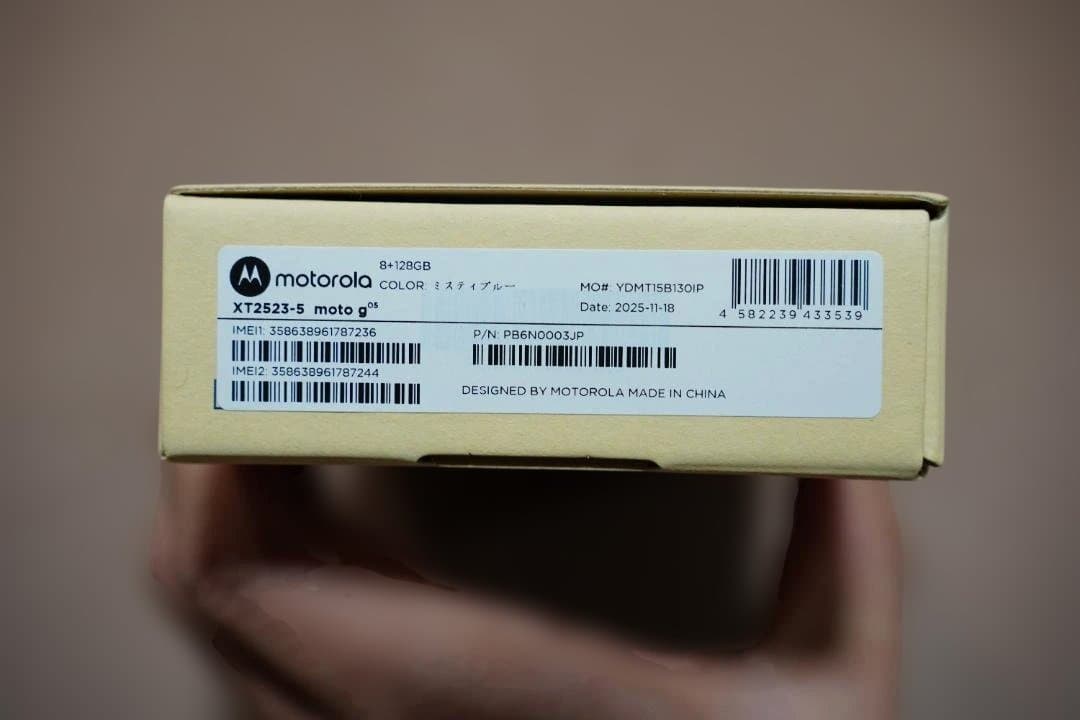 motorola
8+128GB
COLOR: ミスティブルー
XT2523-5 moto g05
MO#: YDMT15B130IP
Date: 2025-11-18
4 582239 433539
IMEI1: 358638961787236
IMEI2: 358638961787244
P/N: PB6N0003JP
DESIGNED BY MOTOROLA MADE IN CHINA